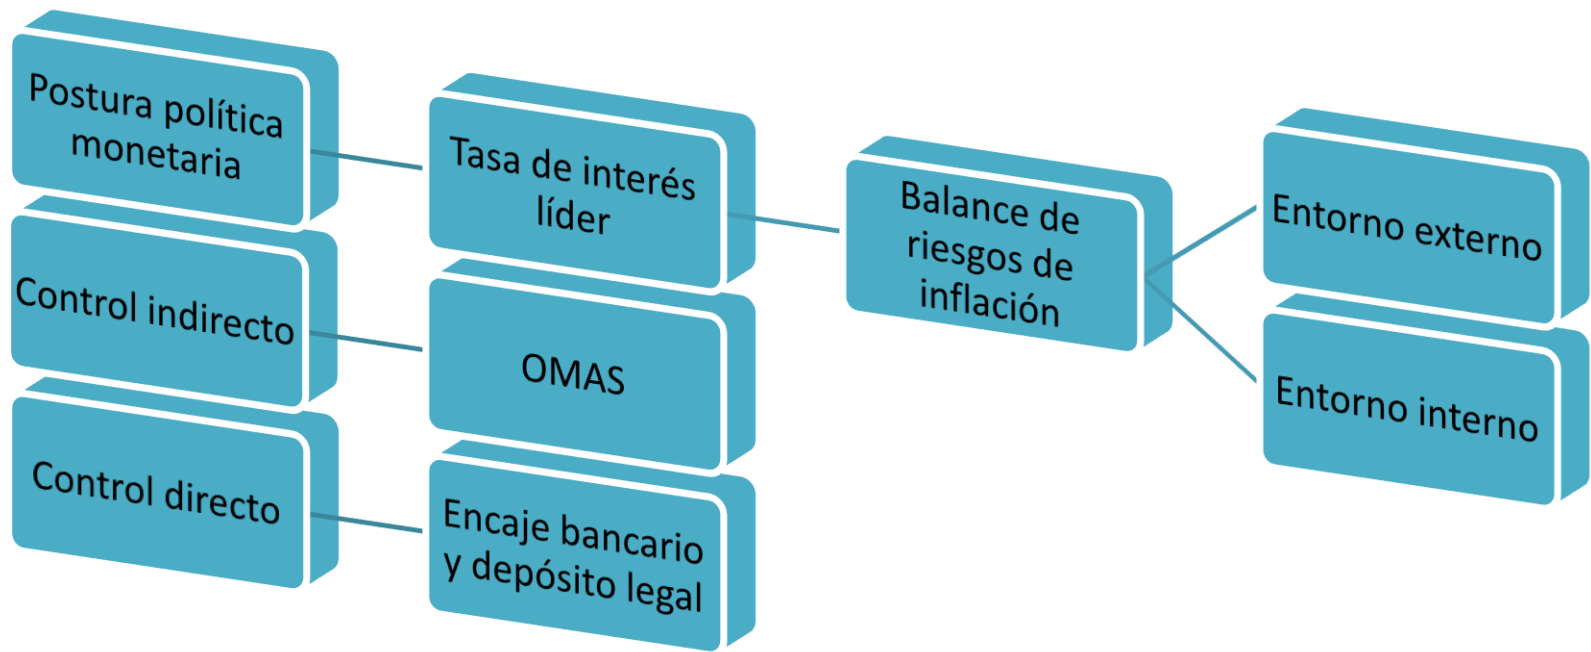 Postura política
monetaria
Tasa de interés
líder
Balance de
riesgos de
inflación
Entorno externo
Entorno interno
Control indirecto
OMAS
Control directo
Encaje bancario
y depósito legal